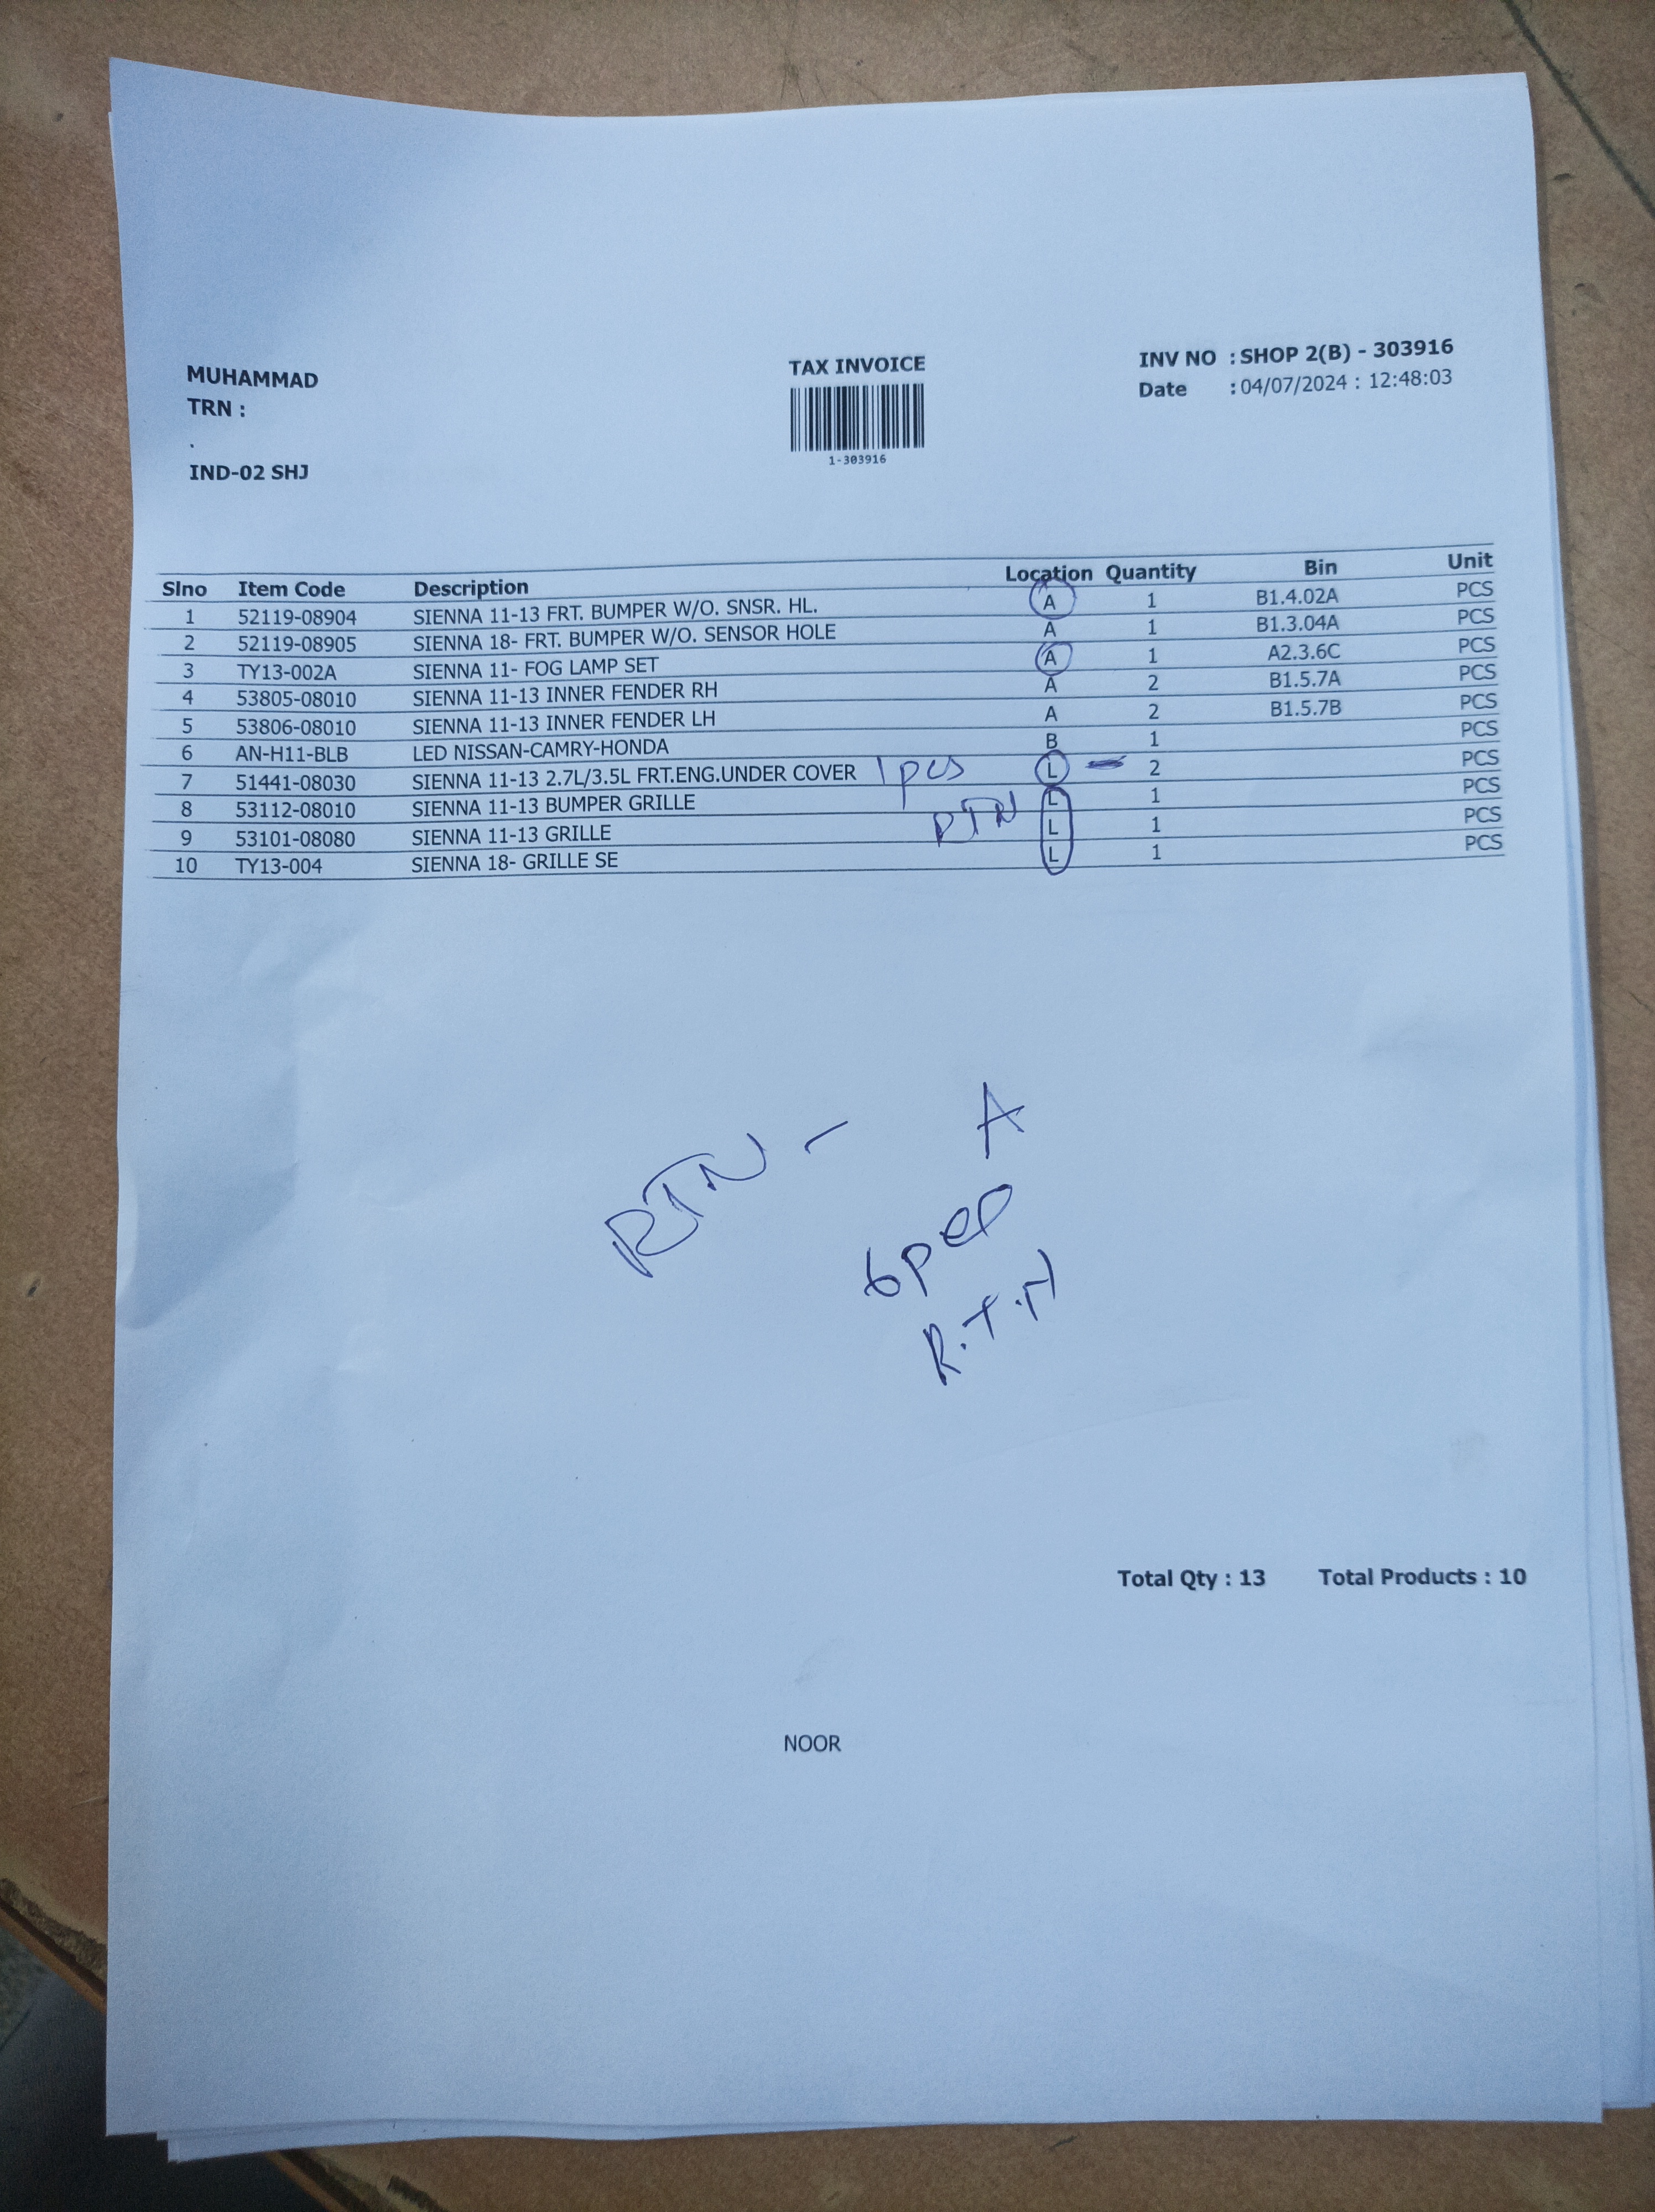 MUHAMMAD
TRN :
.
IND-02 SHJ
TAX INVOICE
1-303916
INV NO : SHOP 2(B) - 303916
Date : 04/07/2024 : 12:48:03
Slno Item Code Description Location Quantity Bin Unit
1 52119-08904 SIENNA 11-13 FRT. BUMPER W/O. SNSR. HL. A 1 B1.4.02A PCS
2 52119-08905 SIENNA 18- FRT. BUMPER W/O. SENSOR HOLE A 1 B1.3.04A PCS
3 TY13-002A SIENNA 11- FOG LAMP SET A 1 A2.3.6C PCS
4 53805-08010 SIENNA 11-13 INNER FENDER RH A 2 B1.5.7A PCS
5 53806-08010 SIENNA 11-13 INNER FENDER LH A 2 B1.5.7B PCS
6 AN-H11-BLB LED NISSAN-CAMRY-HONDA B 1 PCS
7 51441-08030 SIENNA 11-13 2.7L/3.5L FRT.ENG.UNDER COVER 1 pcs L - 2 PCS
8 53112-08010 SIENNA 11-13 BUMPER GRILLE L 1 PCS
9 53101-08080 SIENNA 11-13 GRILLE RTN L 1 PCS
10 TY13-004 SIENNA 18- GRILLE SE L 1 PCS
RTN - A
Total Qty : 13 Total Products : 10
NOOR